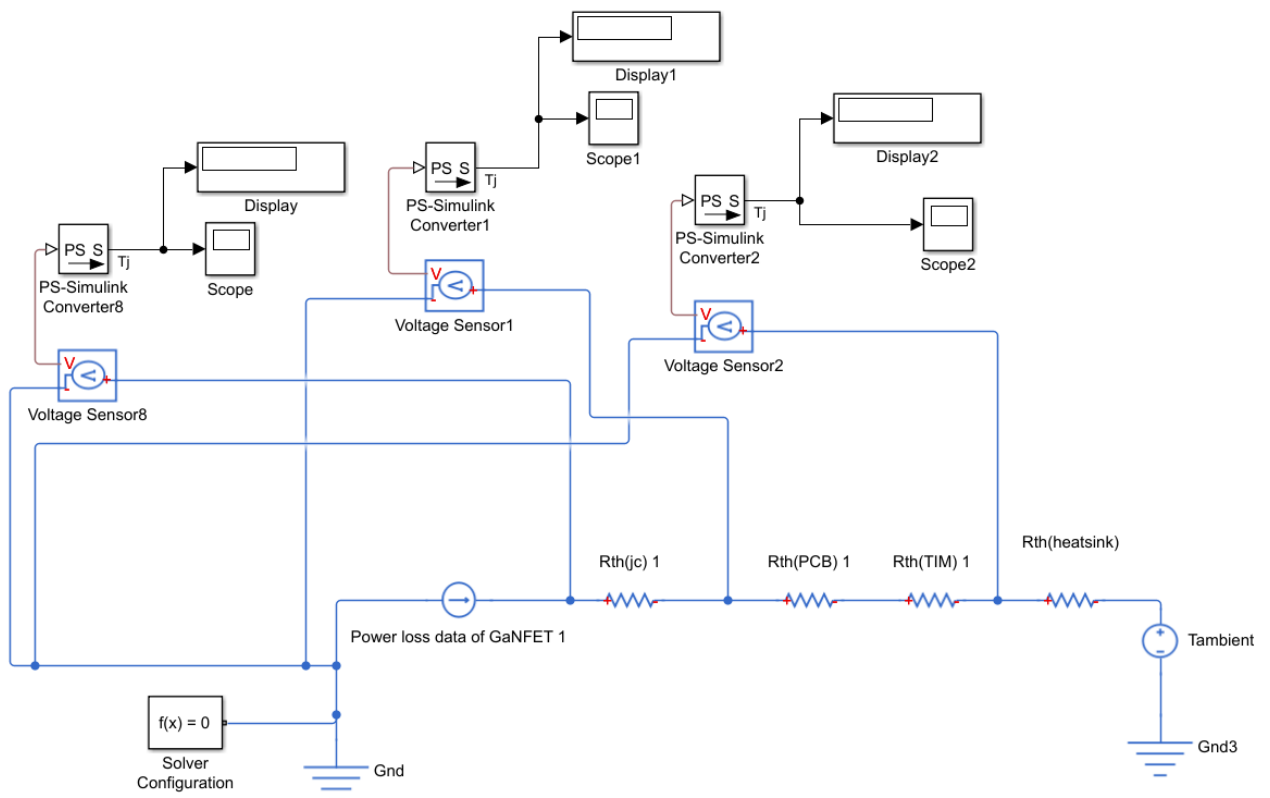 Display1
Scope1
PS S
Tj
PS-Simulink
Converter1
Display2
Scope2
PS S
Tj
PS-Simulink
Converter2
Display
Scope
PS S
Tj
PS-Simulink
Converter8
V
V
+
-
Voltage Sensor1
V
V
+
-
Voltage Sensor2
V
V
+
-
Voltage Sensor8
Rth(jc) 1
Rth(PCB) 1
Rth(TIM) 1
Rth(heatsink)
+ -
+ -
+ -
+ -
Power loss data of GaNFET 1
+
-
Tambient
f(x) = 0
Solver
Configuration
Gnd
Gnd3